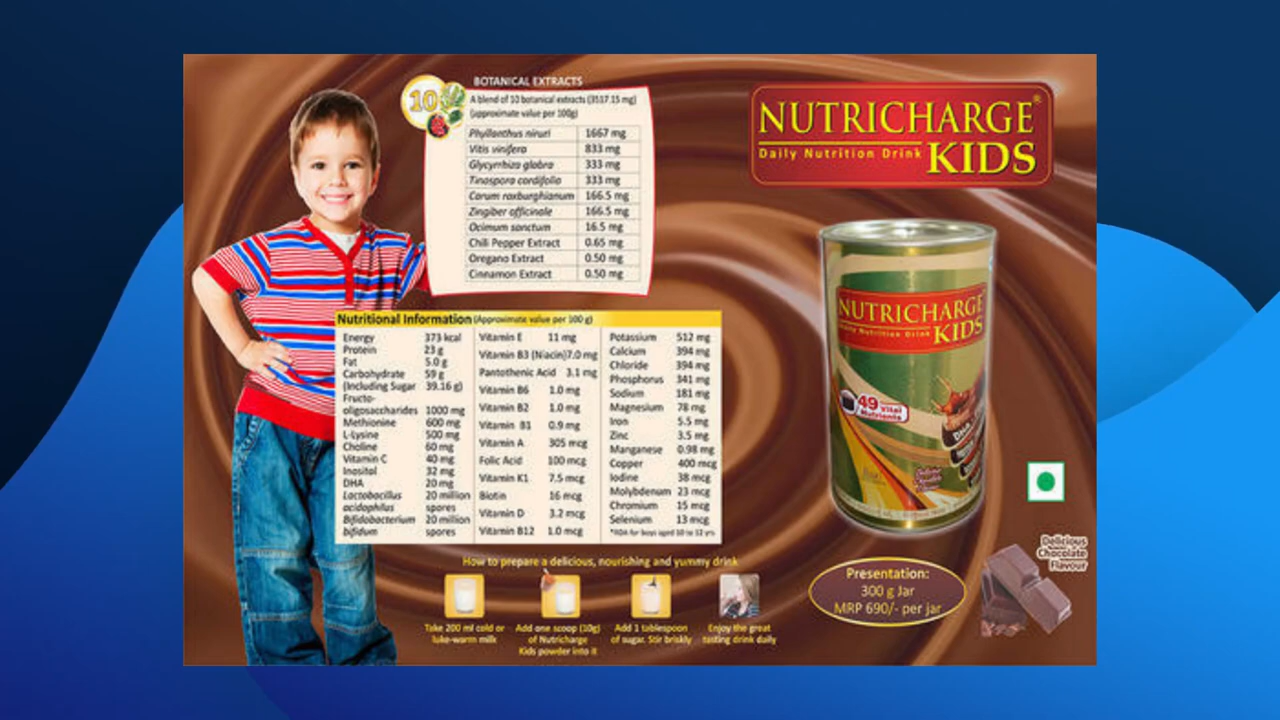 BOTANICAL EXTRACTS
10
A blend of 10 botanical extracts (3517.15 mg)
(approximate value per 100g)
Phyllanthus niruri 1667 mg
Vitis vinifera 833 mg
Glycyrrhiza glabra 333 mg
Tinospora cordifolia 333 mg
Carum roxburghianum 166.5 mg
Zingiber officinale 166.5 mg
Ocimum sanctum 16.5 mg
Chili Pepper Extract 0.65 mg
Oregano Extract 0.50 mg
Cinnamon Extract 0.50 mg
NUTRICHARGE®
Daily Nutrition Drink KIDS
NUTRICHARGE
Daily Nutrition Drink KIDS
49 Vital
Nutrients
Nutritional Information (Approximate value per 100 g)
Energy 373 kcal
Protein 23 g
Fat 5.0 g
Carbohydrate 59 g
(Including Sugar 39.16 g)
Fructo-
oligosaccharides 1000 mg
Methionine 600 mg
L-Lysine 500 mg
Choline 60 mg
Vitamin C 40 mg
Inositol 32 mg
DHA 20 mg
Lactobacillus 20 million
acidophilus spores
Bifidobacterium 20 million
bifidum spores
Vitamin E 11 mg
Vitamin B3 (Niacin) 7.0 mg
Pantothenic Acid 3.1 mg
Vitamin B6 1.0 mg
Vitamin B2 1.0 mg
Vitamin B1 0.9 mg
Vitamin A 305 mcg
Folic Acid 100 mcg
Vitamin K1 7.5 mcg
Biotin 16 mcg
Vitamin D 3.2 mcg
Vitamin B12 1.0 mcg
Potassium 512 mg
Calcium 394 mg
Chloride 394 mg
Phosphorus 341 mg
Sodium 181 mg
Magnesium 78 mg
Iron 5.5 mg
Zinc 3.5 mg
Manganese 0.98 mg
Copper 400 mcg
Iodine 38 mcg
Molybdenum 23 mcg
Chromium 15 mcg
Selenium 13 mcg
*RDA for boys aged 10 to 12 yrs
How to prepare a delicious, nourishing and yummy drink
Take 200 ml cold or
luke-warm milk
Add one scoop (10g)
of Nutricharge
Kids powder into it
Add 1 tablespoon
of sugar. Stir briskly
Enjoy the great
tasting drink daily
Presentation:
300 g Jar
MRP 690/- per jar
Delicious
Chocolate
Flavour